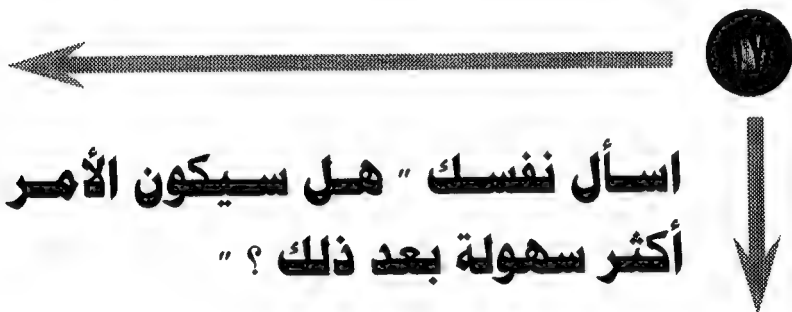 اسأل نفسك " هل سيكون الأمر
أكثر سهولة بعد ذلك ؟ "